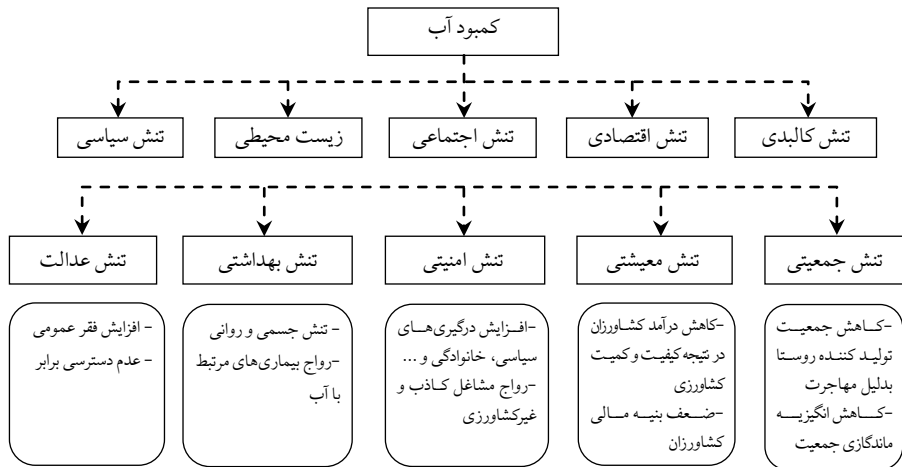 کمبود آب
تنش کالبدی
تنش اقتصادی
تنش اجتماعی
زیست محیطی
تنش سیاسی
تنش جمعیتی
تنش معیشتی
تنش امنیتی
تنش بهداشتی
تنش عدالت
-کاهش جمعیت
تولید کننده روستا
بدلیل مهاجرت
-کاهش انگیزیه
ماندگازی جمعیت
-کاهش درآمد کشاورزان
در نتیجه کیفیت و کمیت
کشاورزی
-ضعف بنیه مالی
کشاورزان
-افزایش درگیری‌های
سیاسی، خانوادگی و ...
-رواج مشاغل کاذب و
غیرکشاورزی
- تنش جسمی و روانی
-رواج بیماری‌های مرتبط
با آب
- افزایش فقر عمومی
- عدم دسترسی برابر